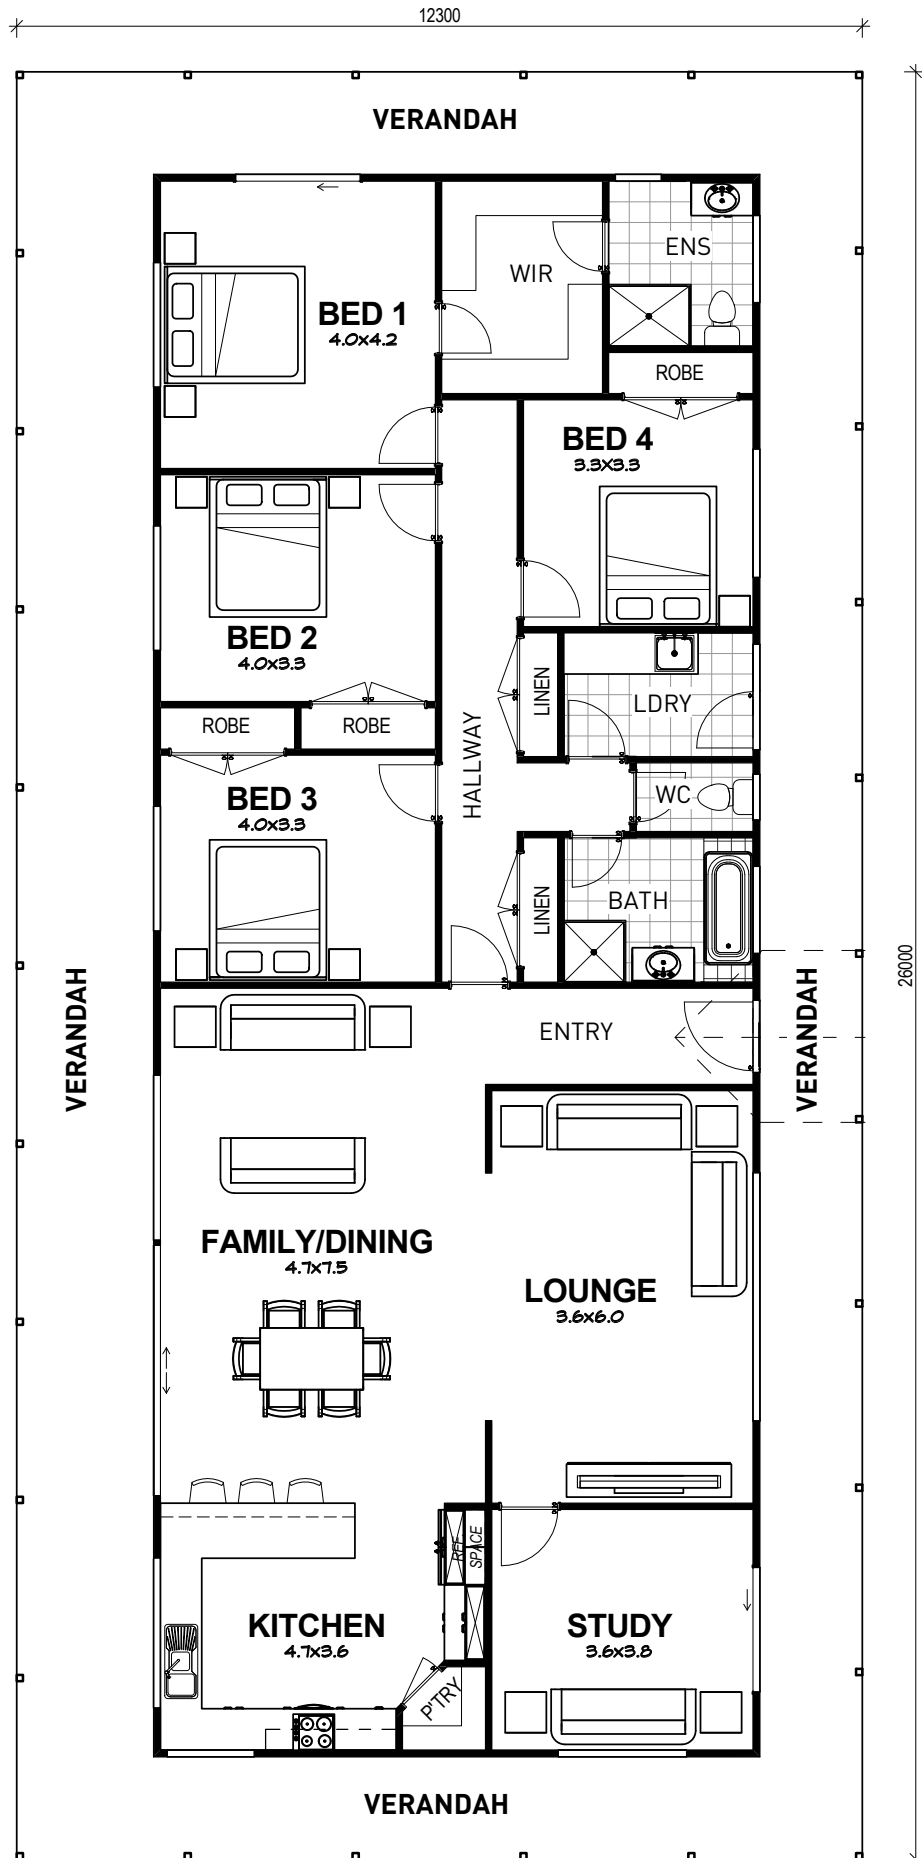 12300
VERANDAH
ENS
WIR
BED 1
4.0x4.2
ROBE
BED 4
3.3x3.3
BED 2
4.0x3.3
LINEN
LDRY
ROBE
ROBE
HALLWAY
BED 3
4.0x3.3
WC
LINEN
BATH
26000
VERANDAH
VERANDAH
ENTRY
FAMILY/DINING
4.7x7.5
LOUNGE
3.6x6.0
REF
SPACE
KITCHEN
4.7x3.6
STUDY
3.6x3.8
P'TRY
VERANDAH